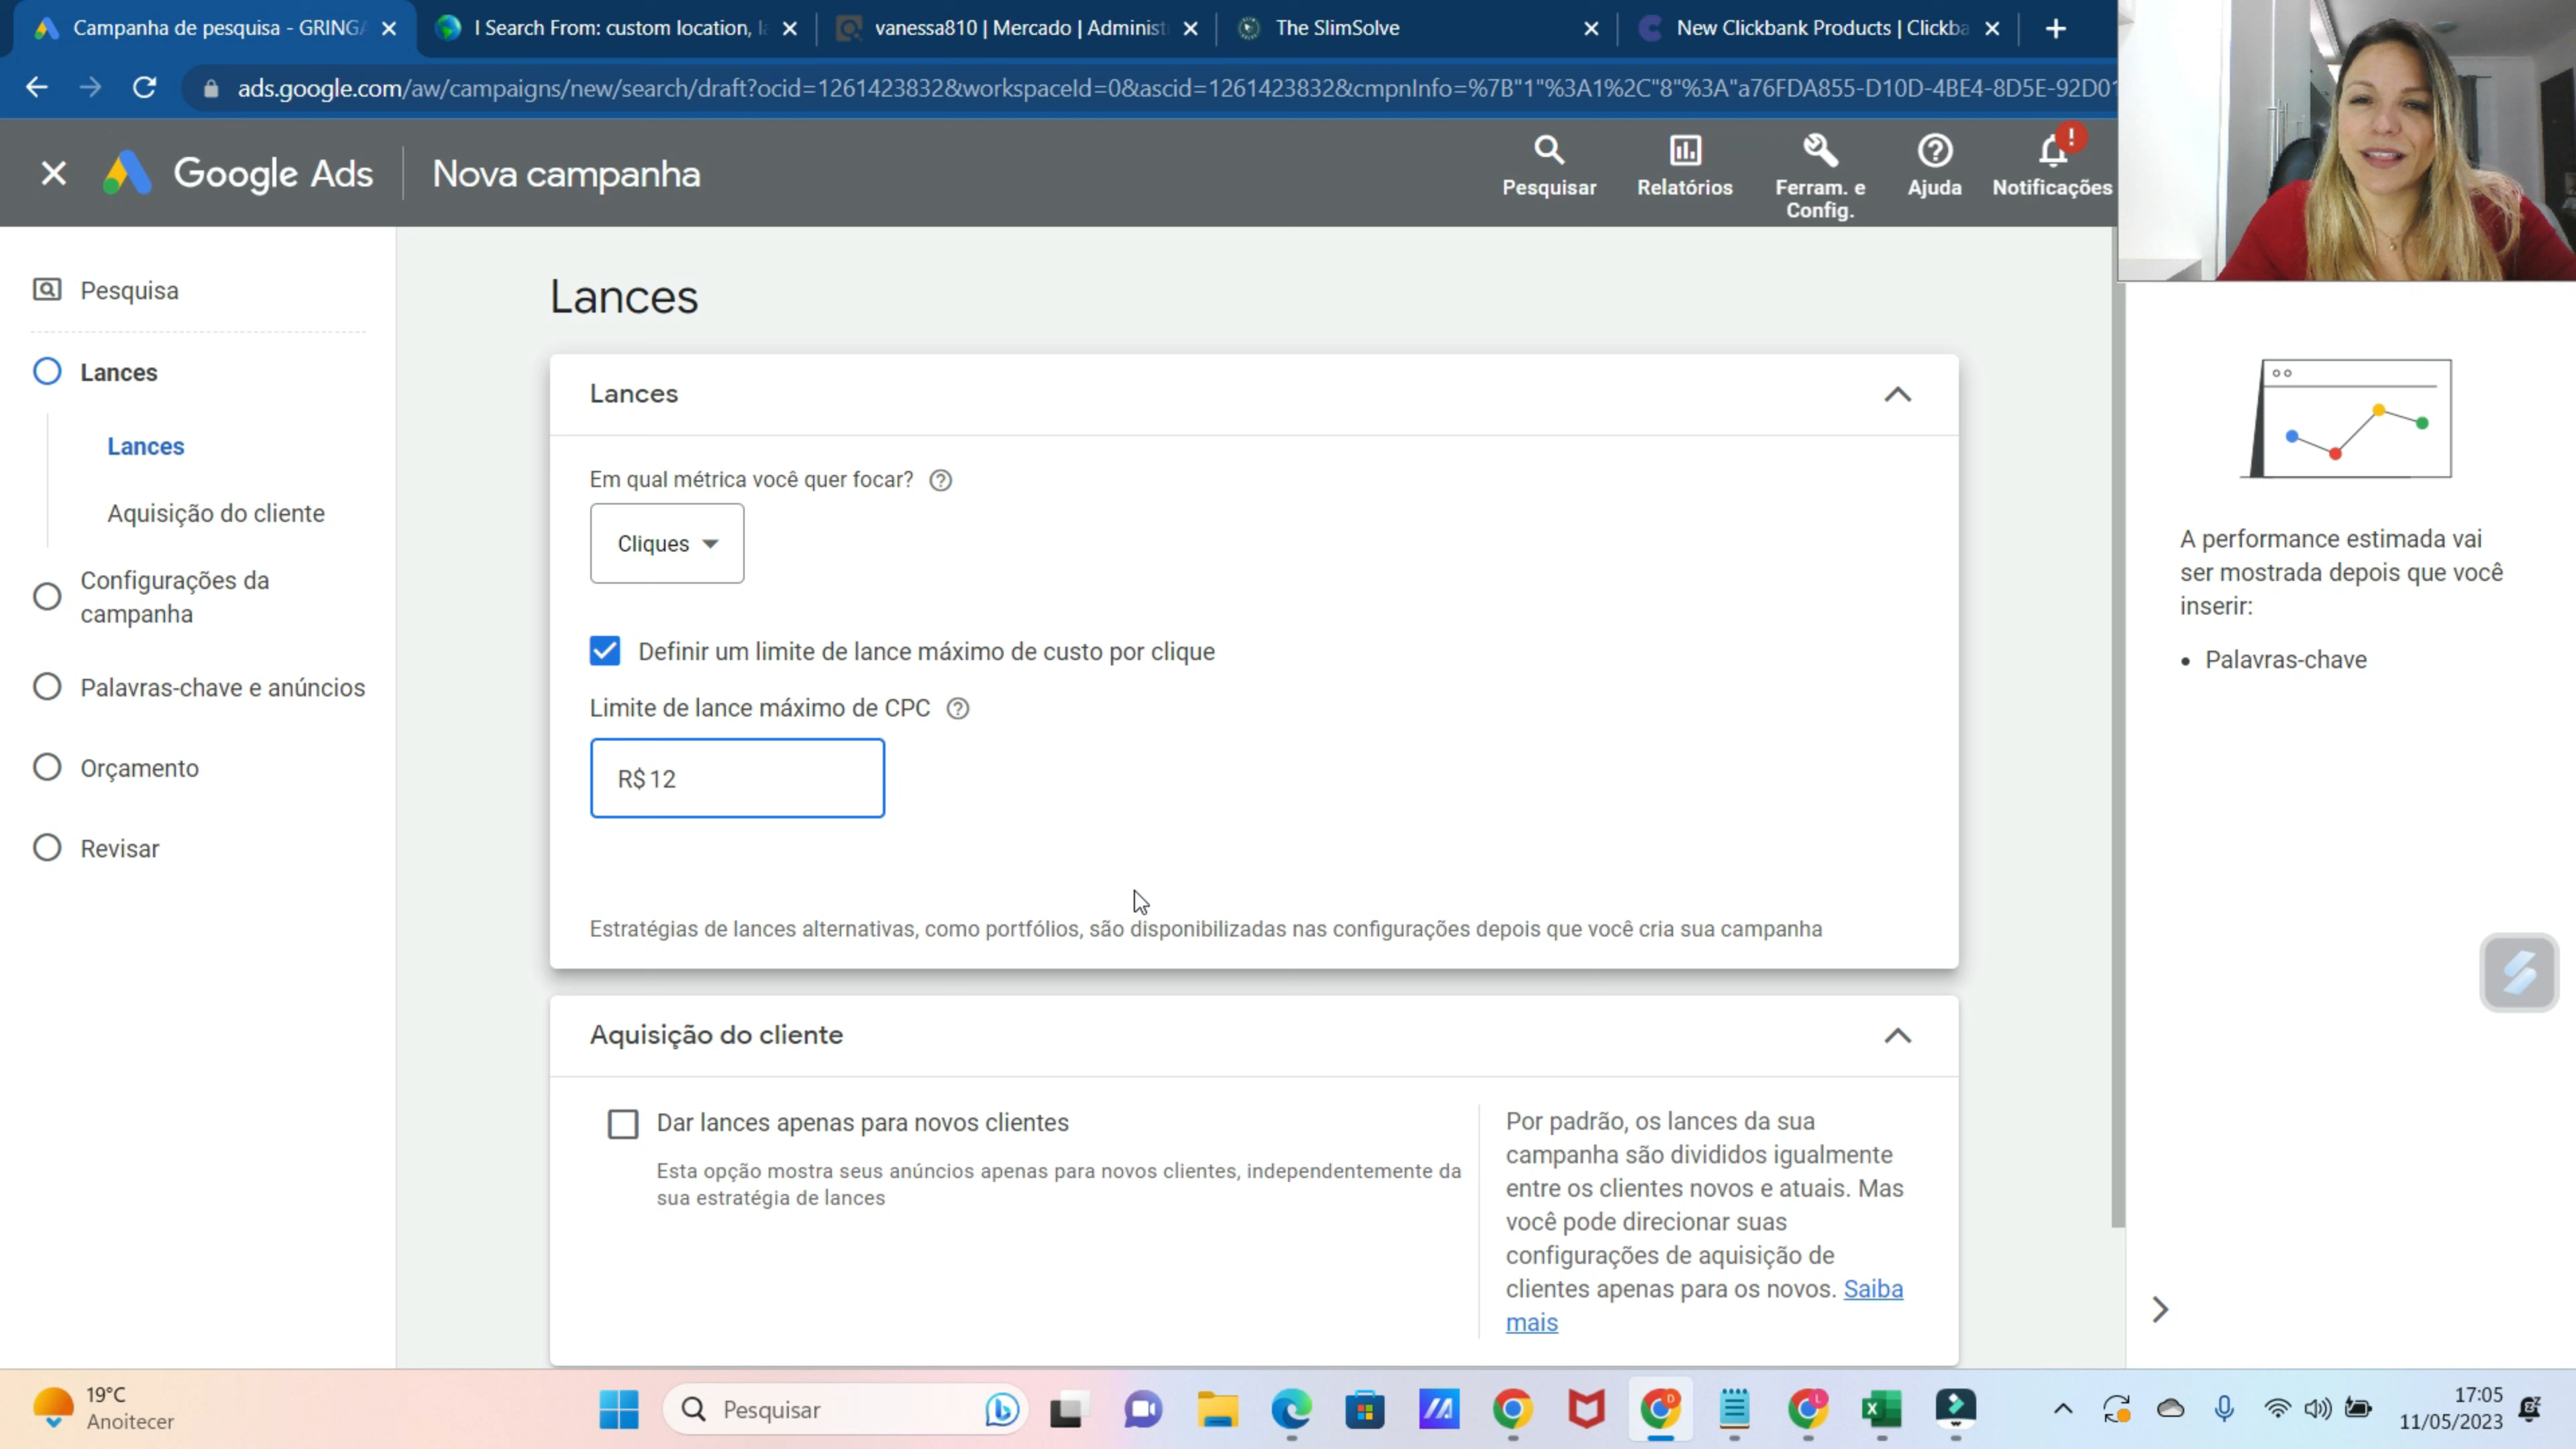 Campanha de pesquisa - GRINGA
I Search From: custom location, l
vanessa810 | Mercado | Administ
The SlimSolve
New Clickbank Products | Clickba
ads.google.com/aw/campaigns/new/search/draft?ocid=1261423832&workspaceId=0&ascid=1261423832&cmpnInfo=%7B"1"%3A1%2C"8"%3A"a76FDA855-D10D-4BE4-8D5E-92D01
Google Ads
Nova campanha
Pesquisar
Relatórios
Ferram. e
Config.
Ajuda
Notificações
Pesquisa
Lances
Lances
Aquisição do cliente
Configurações da
campanha
Palavras-chave e anúncios
Orçamento
Revisar
Lances
Lances
Em qual métrica você quer focar?
Cliques
Definir um limite de lance máximo de custo por clique
Limite de lance máximo de CPC
R$ 12
Estratégias de lances alternativas, como portfólios, são disponibilizadas nas configurações depois que você cria sua campanha
Aquisição do cliente
Dar lances apenas para novos clientes
Esta opção mostra seus anúncios apenas para novos clientes, independentemente da
sua estratégia de lances
Por padrão, os lances da sua
campanha são divididos igualmente
entre os clientes novos e atuais. Mas
você pode direcionar suas
configurações de aquisição de
clientes apenas para os novos. Saiba
mais
A performance estimada vai
ser mostrada depois que você
inserir:
• Palavras-chave
19°C
Anoitecer
Pesquisar
17:05
11/05/2023